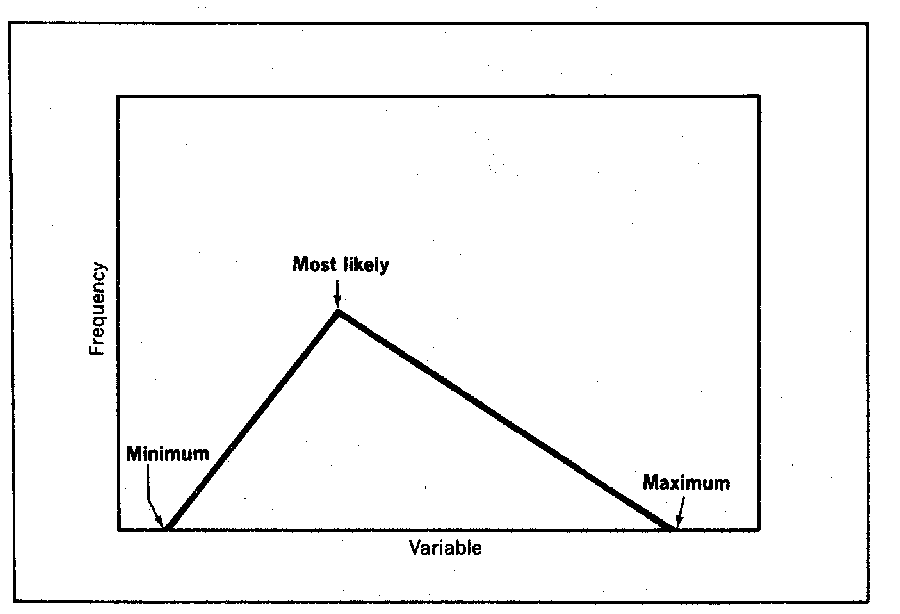 Most likely
Frequency
Minimum
Maximum
Variable